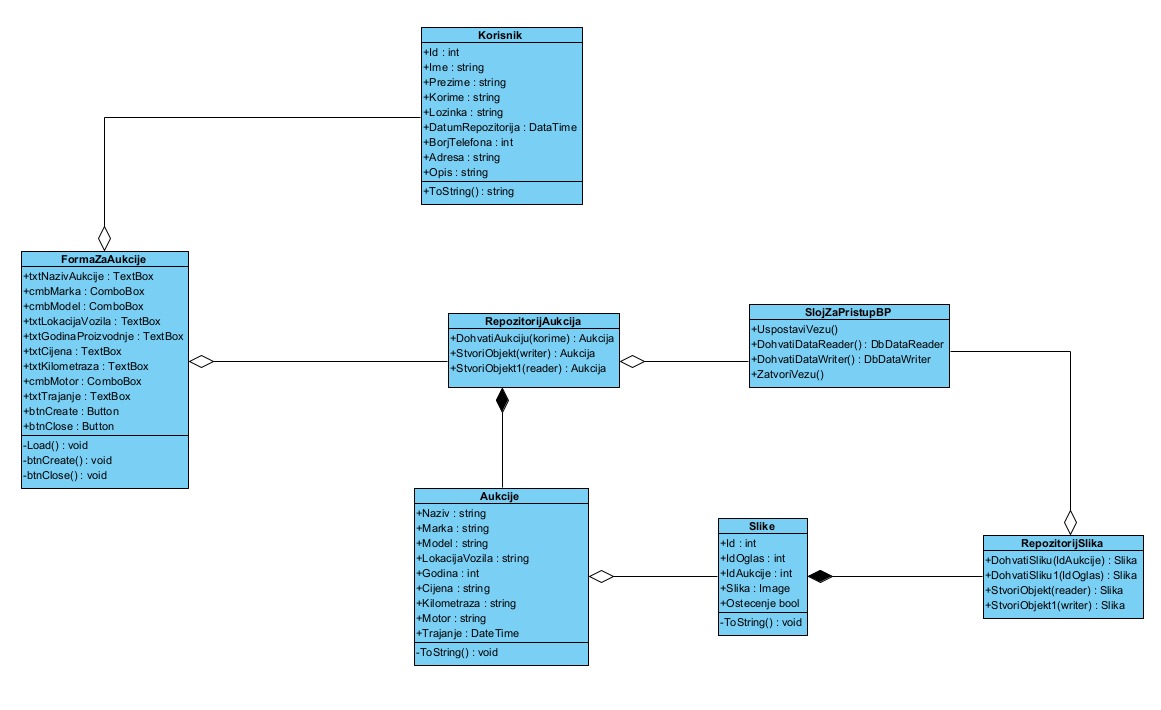 Korisnik
+Id : int
+Ime : string
+Prezime : string
+Korime : string
+Lozinka : string
+DatumRepozitorija : DataTime
+BorjTelefona : int
+Adresa : string
+Opis : string
+ToString() : string
FormaZaAukcije
+txtNazivAukcije : TextBox
+cmbMarka : ComboBox
+cmbModel : ComboBox
+txtLokacijaVozila : TextBox
+txtGodinaProizvodnje : TextBox
+txtCijena : TextBox
+txtKilometraza : TextBox
+cmbMotor : ComboBox
+txtTrajanje : TextBox
+btnCreate : Button
+btnClose : Button
-Load() : void
-btnCreate() : void
-btnClose() : void
RepozitorijAukcija
+DohvatiAukciju(korime) : Aukcija
+StvoriObjekt(writer) : Aukcija
+StvoriObjekt1(reader) : Aukcija
SlojZaPristupBP
+UspostaviVezu()
+DohvatiDataReader() : DbDataReader
+DohvatiDataWriter() : DbDataWriter
+ZatvoriVezu()
Aukcije
+Naziv : string
+Marka : string
+Model : string
+LokacijaVozila : string
+Godina : int
+Cijena : string
+Kilometraza : string
+Motor : string
+Trajanje : DateTime
-ToString() : void
Slike
+Id : int
+IdOglas : int
+IdAukcije : int
+Slika : Image
+Ostecenje bool
-ToString() : void
RepozitorijSlika
+DohvatiSliku(IdAukcije) : Slika
+DohvatiSliku1(IdOglas) : Slika
+StvoriObjekt(reader) : Slika
+StvoriObjekt1(writer) : Slika